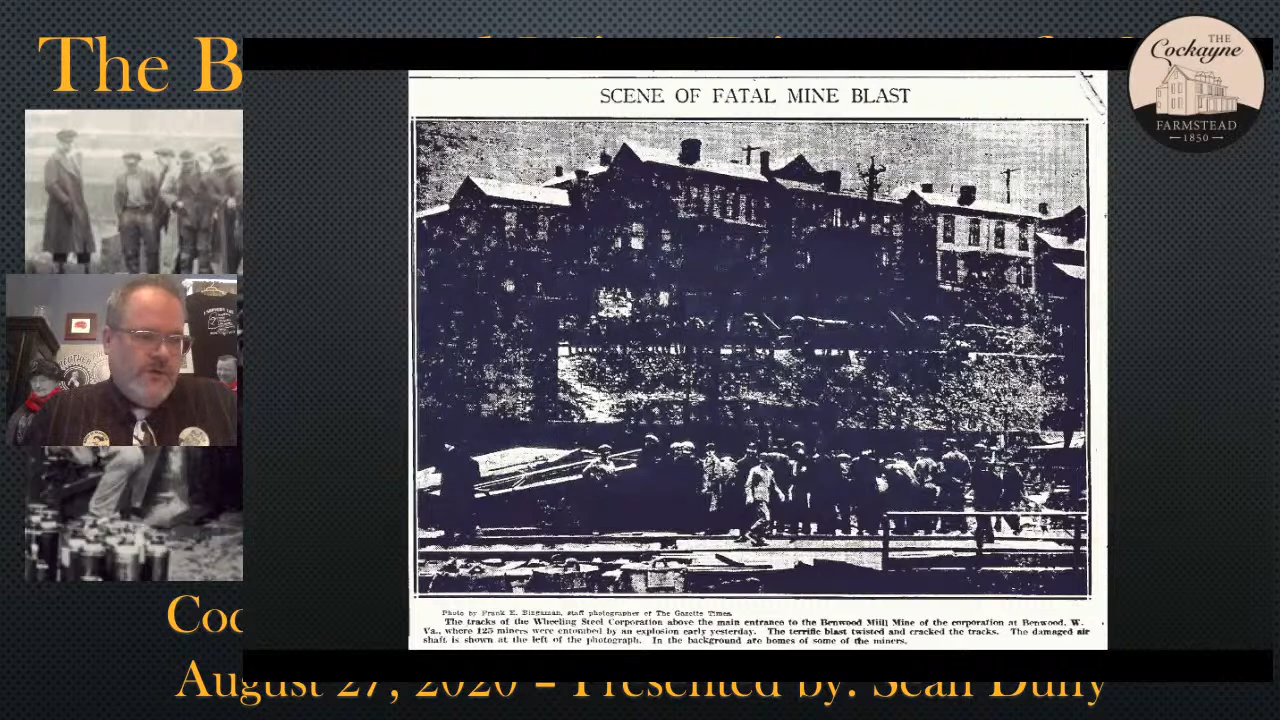 The B
THE
Cockayne
FARMSTEAD
—1850—
SCENE OF FATAL MINE BLAST
Photo by Frank E. Bingaman, staff photographer of The Gazette Times.
The tracks of the Wheeling Steel Corporation above the main entrance to the Benwood Mill Mine of the corporation at Benwood, W.
Va., where 125 miners were entombed by an explosion early yesterday. The terrific blast twisted and cracked the tracks. The damaged air
shaft is shown at the left of the photograph. In the background are homes of some of the miners.
Coc
August 27, 2020 – Presented by: Sean Duffy